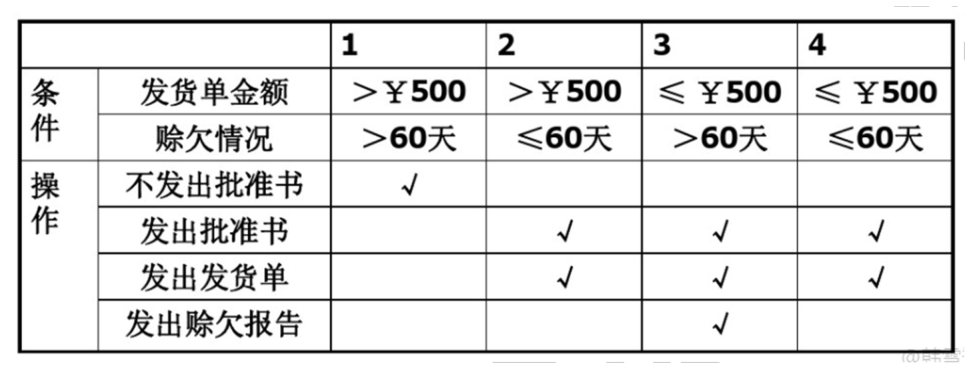 1 2 3 4
条件 发货单金额 >¥500 >¥500 ≤ ¥500 ≤ ¥500
赊欠情况 >60天 ≤60天 >60天 ≤60天
操作 不发出批准书 √
发出批准书 √ √ √
发出发货单 √ √ √
发出赊欠报告 √